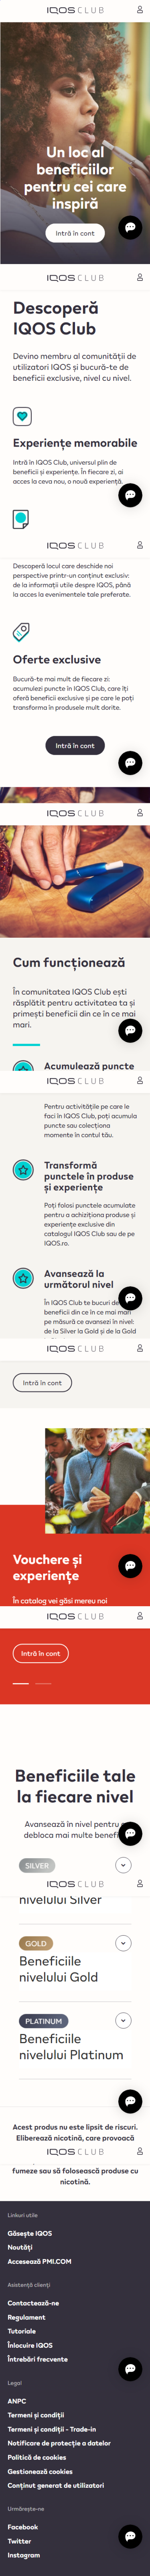 IQOS CLUB
Un loc al
beneficiilor
pentru cei care
inspiră
Intră în cont
IQOS CLUB
Descoperă
IQOS Club
Devino membru al comunității de
utilizatori IQOS și bucură-te de
beneficii exclusive, nivel cu nivel.
Experiențe memorabile
Intră în IQOS Club, universul plin de
beneficii și experiențe. În fiecare zi, ai
acces la ceva nou, o nouă experiență.
IQOS CLUB
Descoperă locul care deschide noi
perspective printr-un conținut exclusiv:
de la informații utile despre IQOS, până
la acces la evenimentele tale preferate.
Oferte exclusive
Bucură-te mai mult de fiecare zi:
acumulezi puncte în IQOS Club, care îți
oferă beneficii exclusive și pe care le poți
transforma în produsele mult dorite.
Intră în cont
IQOS CLUB
Cum funcționează
În comunitatea IQOS Club ești
răsplătit pentru activitatea ta și
primești beneficii din ce în ce mai
mari.
Acumulează puncte
IQOS CLUB
Pentru activitățile pe care le
faci în IQOS Club, poți acumula
puncte sau colecționa
momente în contul tău.
Transformă
punctele în produse
și experiențe
Poți folosi punctele acumulate
pentru a achiziționa produse și
experiențe exclusive din
catalogul IQOS Club sau de pe
IQOS.ro.
Avansează la
următorul nivel
În IQOS Club te bucuri de
beneficii din ce în ce mai mari
pe măsură ce avansezi în nivel:
de la Silver la Gold și de la Gold
IQOS CLUB
Intră în cont
Vouchere și
experiențe
În catalog vei găsi mereu noi
IQOS CLUB
Intră în cont
Beneficiile tale
la fiecare nivel
Avansează în nivel pentru a
debloca mai multe beneficii
SILVER
IQOS CLUB
nivelului Silver
GOLD
Beneficiile
nivelului Gold
PLATINUM
Beneficiile
nivelului Platinum
Acest produs nu este lipsit de riscuri.
Eliberează nicotină, care provoacă
IQOS CLUB
fumeze sau să folosească produse cu
nicotină.
Linkuri utile
Găsește IQOS
Noutăți
Accesează PMI.COM
Asistență clienți
Contactează-ne
Regulament
Tutoriale
Înlocuire IQOS
Întrebări frecvente
Legal
ANPC
Termeni și condiții
Termeni și condiții - Trade-in
Notificare de protecție a datelor
Politică de cookies
Gestionează cookies
Conținut generat de utilizatori
Urmărește-ne
Facebook
Twitter
Instagram